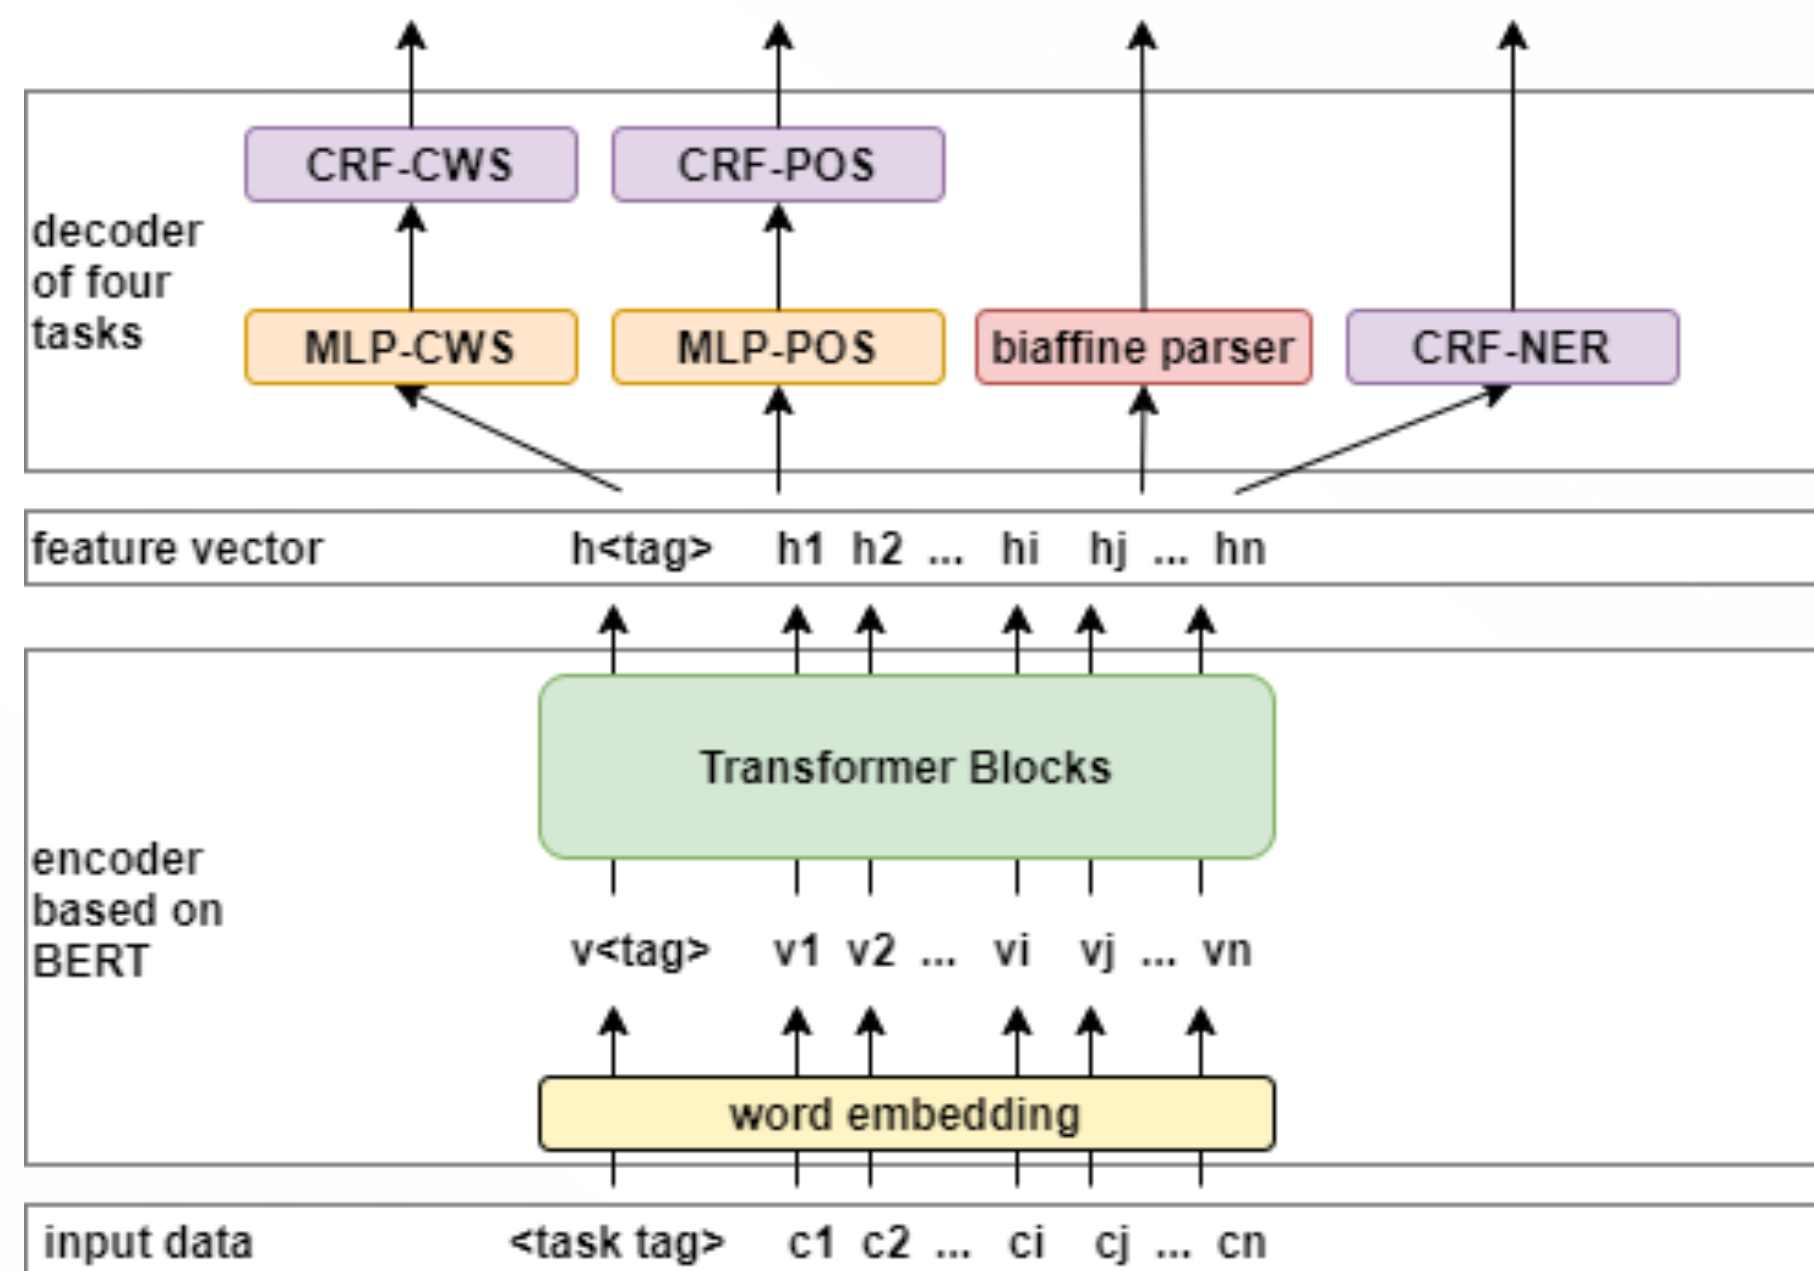 CRF-CWS CRF-POS
decoder
of four
tasks
MLP-CWS MLP-POS biaffine parser CRF-NER
feature vector h<tag> h1 h2 ... hi hj ... hn
Transformer Blocks
encoder
based on
BERT
v<tag> v1 v2 ... vi vj ... vn
word embedding
input data <task tag> c1 c2 ... ci cj ... cn